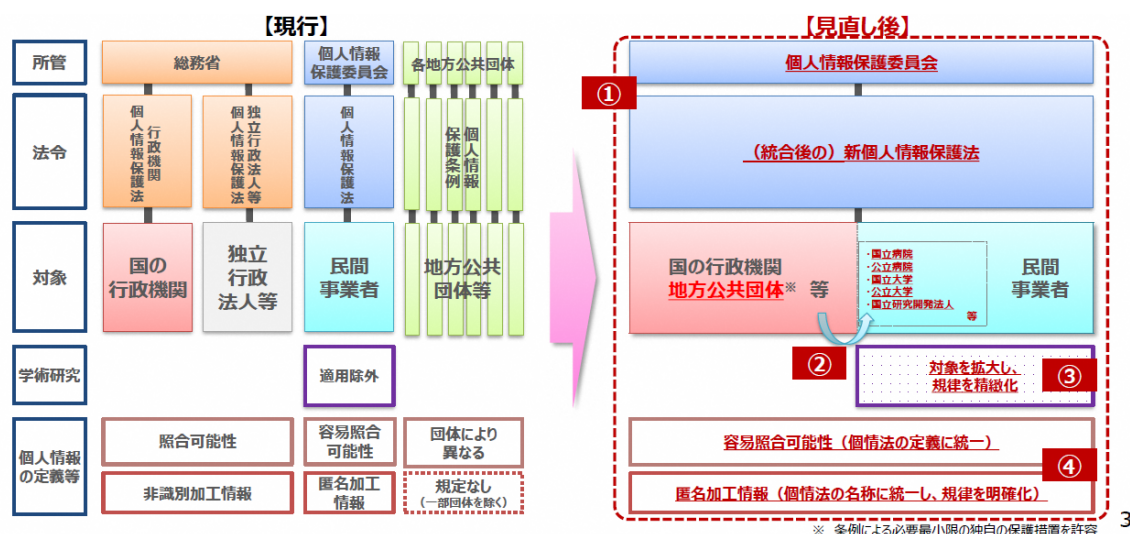 【現行】
【見直し後】
所管
総務省
個人情報
保護委員会
各地方公共団体
個人情報保護委員会
①
法令
行政機関
個人情報保護法
独立行政法人等
個人情報保護法
個人情報保護法
個人情報
保護条例
（統合後の）新個人情報保護法
対象
国の
行政機関
独立
行政
法人等
民間
事業者
地方公共
団体等
国の行政機関
地方公共団体※ 等
・国立病院
・公立病院
・国立大学
・公立大学
・国立研究開発法人
等
民間
事業者
②
学術研究
適用除外
対象を拡大し、
規律を精緻化
③
個人情報
の定義等
照合可能性
容易照合
可能性
団体により
異なる
容易照合可能性（個情法の定義に統一）
④
非識別加工情報
匿名加工
情報
規定なし
（一部団体を除く）
匿名加工情報（個情法の名称に統一し、規律を明確化）
※ 条例による必要最小限の独自の保護措置を許容
3